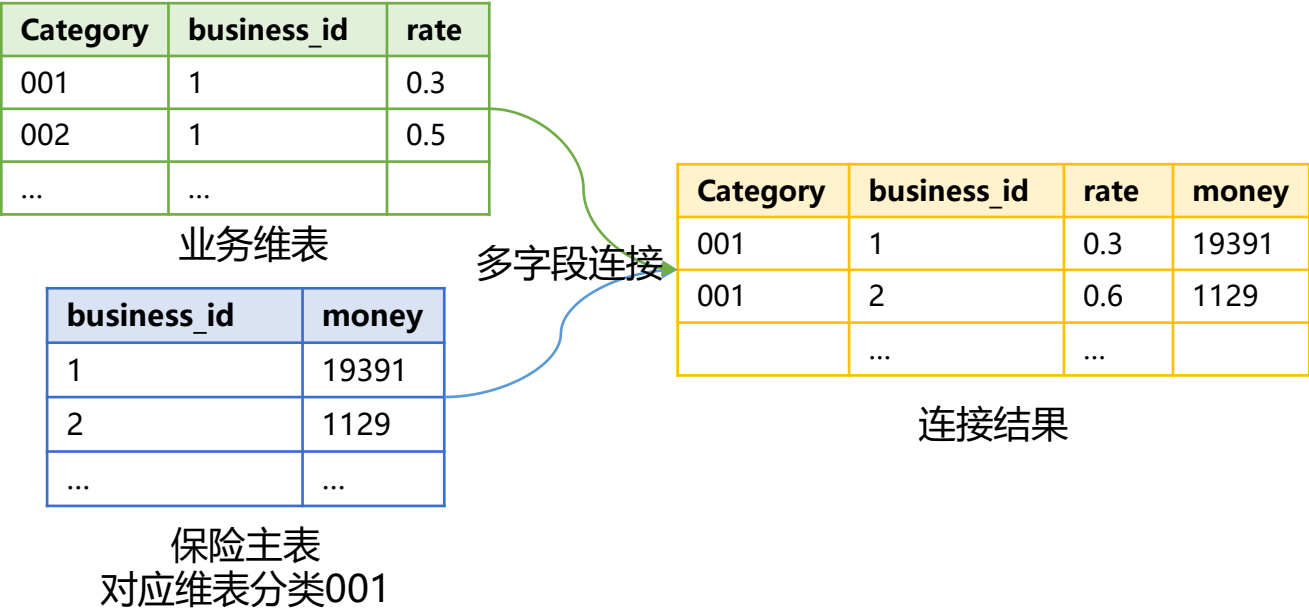 Category business_id rate
001 1 0.3
002 1 0.5
... ...
业务维表
business_id money
1 19391
2 1129
... ...
保险主表
对应维表分类001
多字段连接
Category business_id rate money
001 1 0.3 19391
001 2 0.6 1129
... ...
连接结果